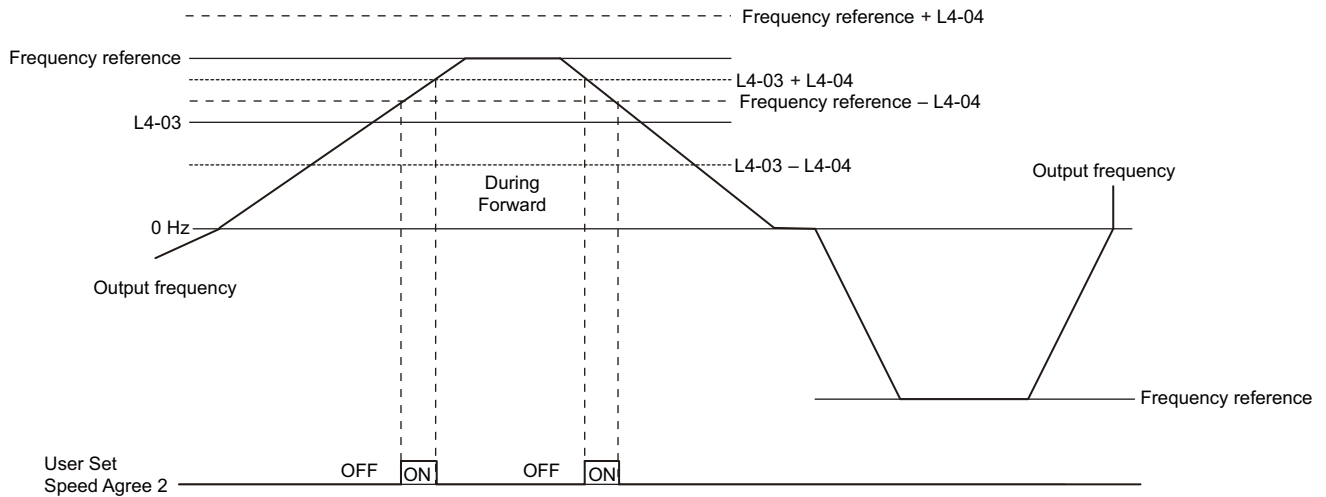 Frequency reference + L4-04
Frequency reference
L4-03 + L4-04
Frequency reference – L4-04
L4-03
L4-03 – L4-04
During
Forward
Output frequency
0 Hz
Output frequency
Frequency reference
User Set
Speed Agree 2
OFF
ON
OFF
ON